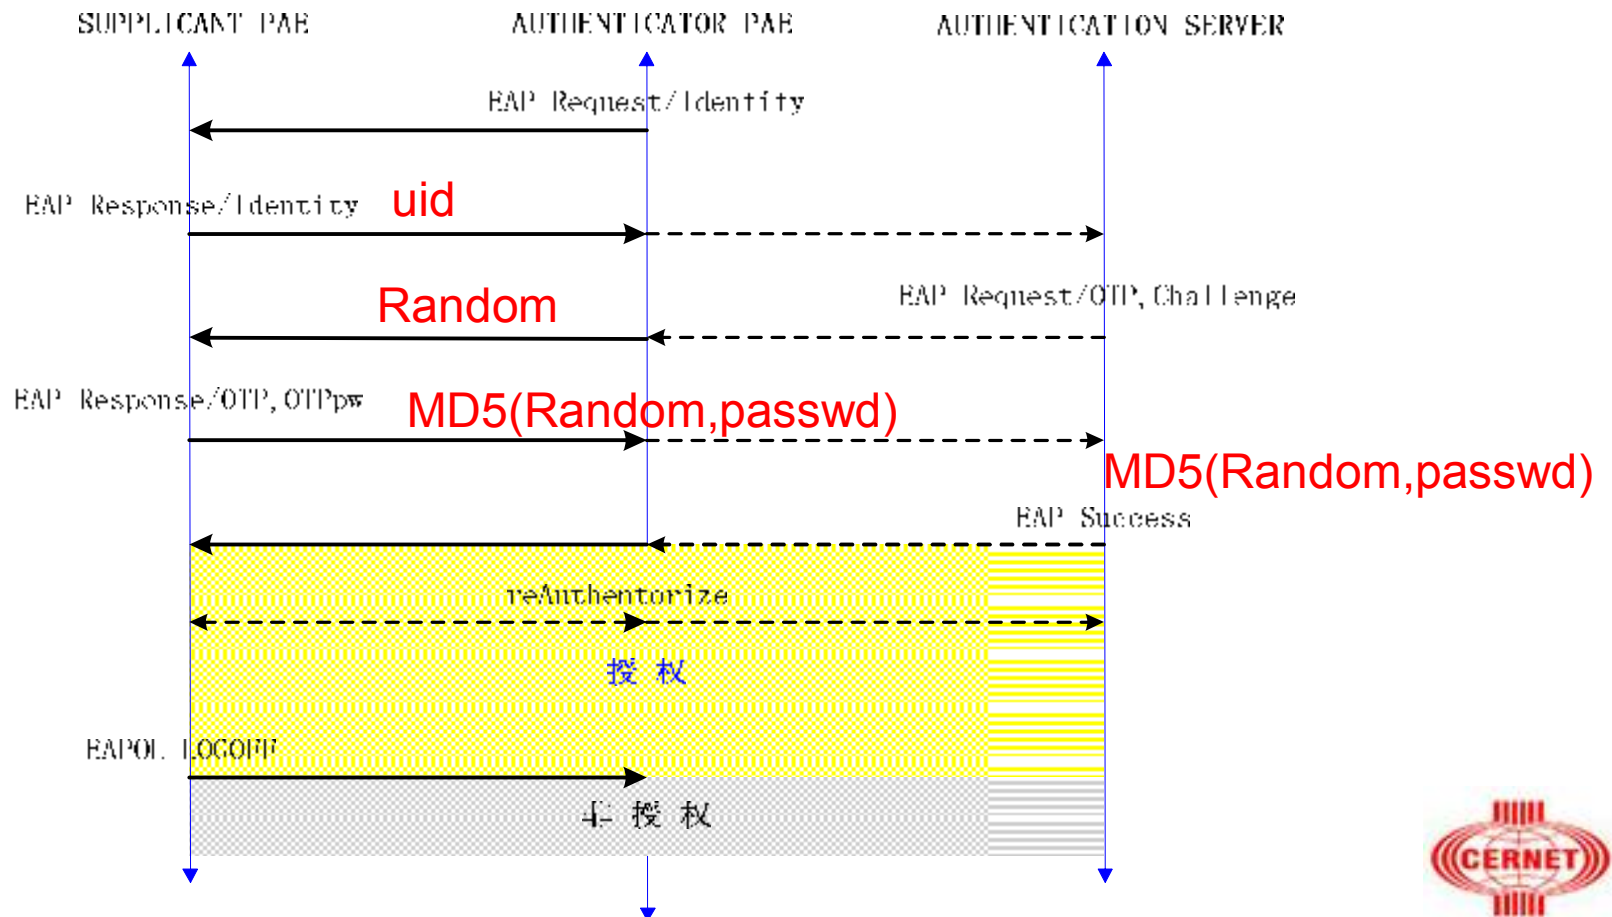 SUPPLICANT PAE
AUTHENTICATOR PAE
AUTHENTICATION SERVER
EAP Request/Identity
EAP Response/Identity
uid
Random
EAP Request/OTP,Challenge
EAP Response/OTP,OTPpw
MD5(Random,passwd)
MD5(Random,passwd)
EAP Success
reAuthentorize
授 权
EAPOL LOGOFF
非 授 权
CERNET